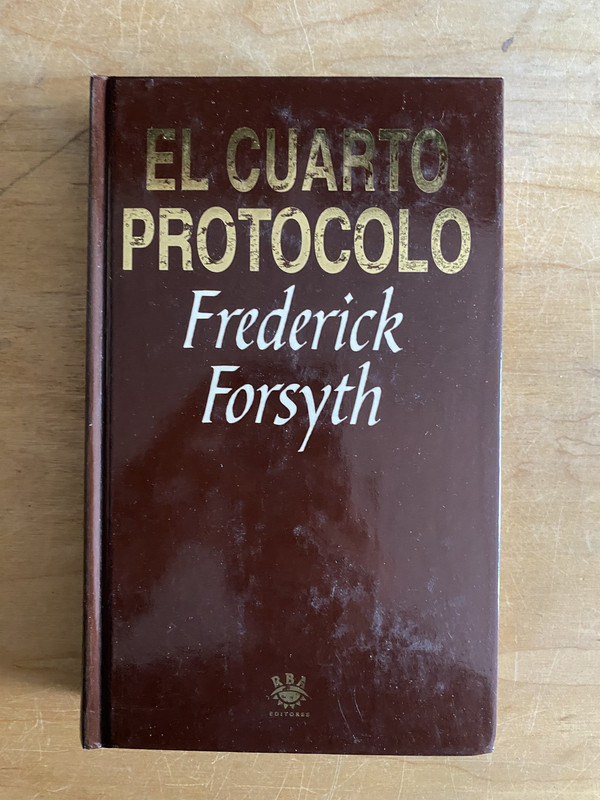 EL CUARTO
PROTOCOLO
Frederick
Forsyth
RBA
EDITORES